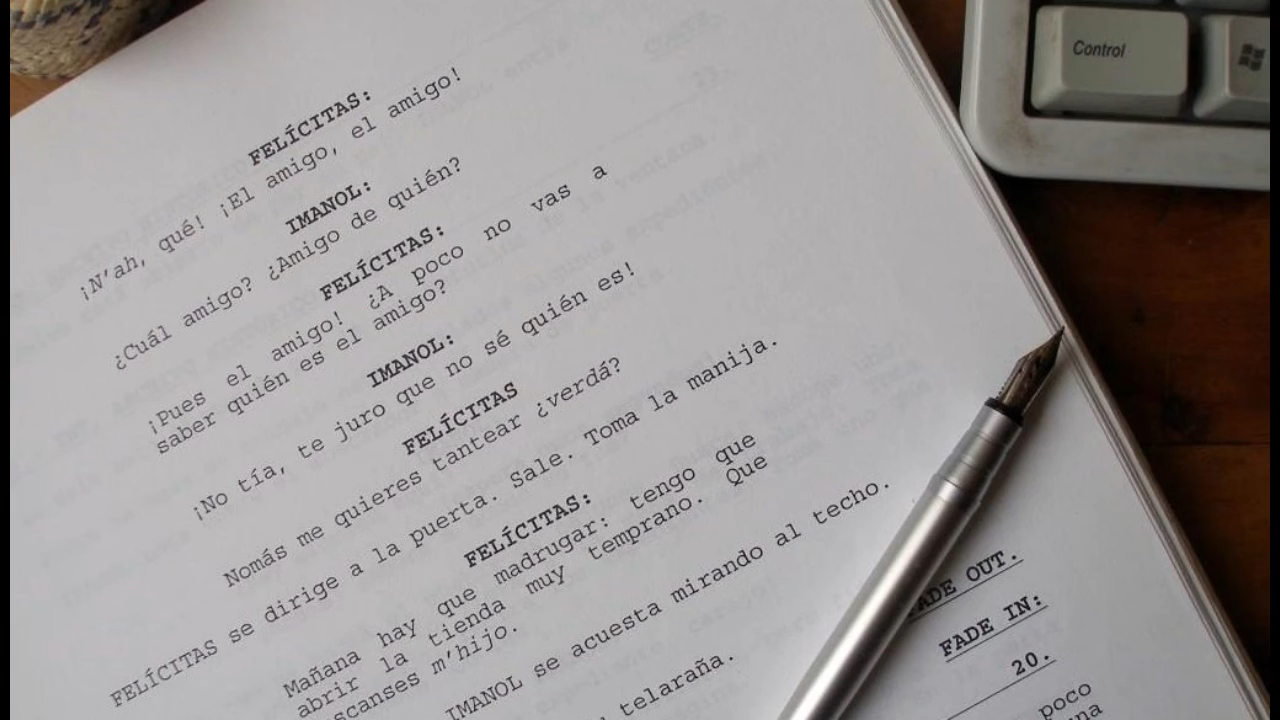 FELÍCITAS:
¡N'ah, qué! ¡El amigo, el amigo!
IMANOL:
¿Cuál amigo? ¿Amigo de quién?
FELÍCITAS:
¡Pues el amigo! ¿A poco no vas a
saber quién es el amigo?
IMANOL:
¡No tía, te juro que no sé quién es!
FELÍCITAS
Nomás me quieres tantear ¿verdá?
FELÍCITAS se dirige a la puerta. Sale. Toma la manija.
FELÍCITAS:
Mañana hay que madrugar: tengo que
abrir la tienda muy temprano. Que
m'hijo.
IMANOL se acuesta mirando al techo.
telaraña.
OUT.
FADE IN:
20.
poco
Control